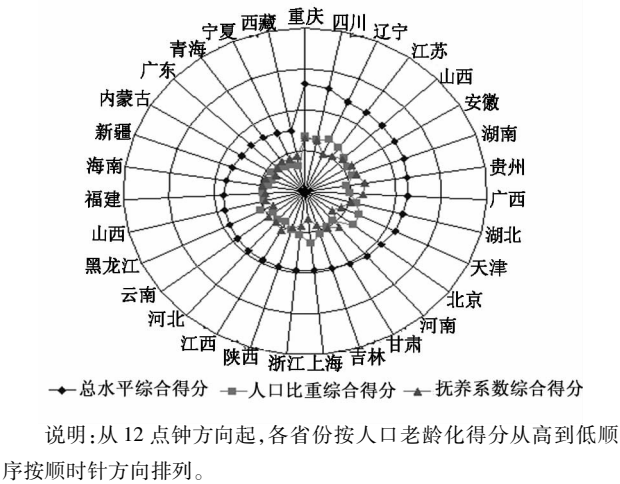 重庆
四川
辽宁
江苏
山西
安徽
湖南
贵州
广西
湖北
天津
北京
河南
甘肃
吉林
上海
浙江
陕西
江西
河北
云南
黑龙江
山西
福建
海南
新疆
内蒙古
广东
青海
宁夏
西藏
总水平综合得分 人口比重综合得分 抚养系数综合得分
说明:从 12 点钟方向起,各省份按人口老龄化得分从高到低顺
序按顺时针方向排列。